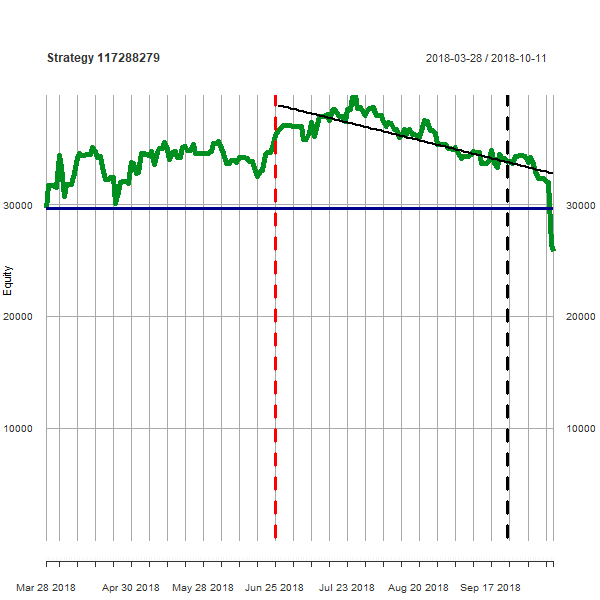 Strategy 117288279
2018-03-28 / 2018-10-11
30000
30000
Equity
20000
20000
10000
10000
Mar 28 2018
Apr 30 2018
May 28 2018
Jun 25 2018
Jul 23 2018
Aug 20 2018
Sep 17 2018